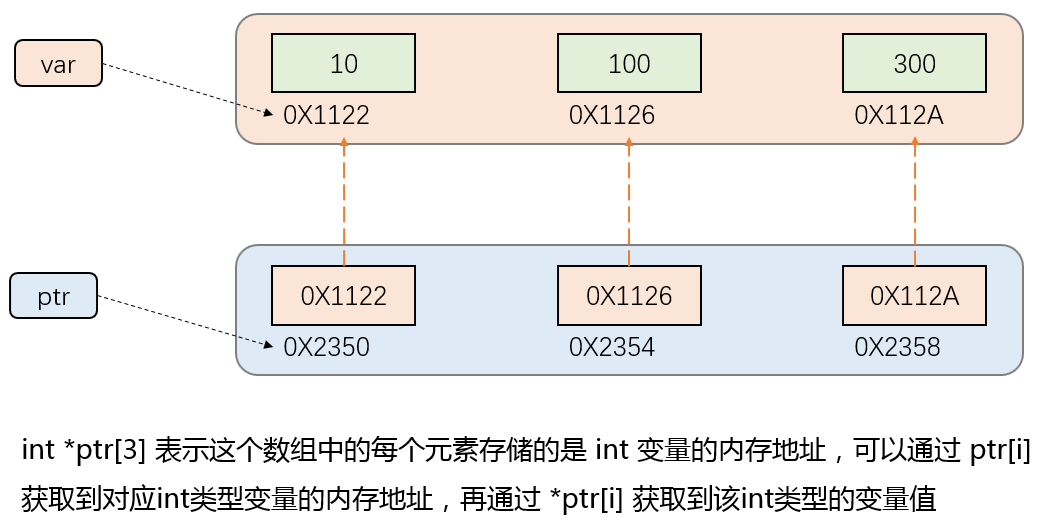 var
10 100 300
0X1122 0X1126 0X112A
ptr
0X1122 0X1126 0X112A
0X2350 0X2354 0X2358
int *ptr[3] 表示这个数组中的每个元素存储的是 int 变量的内存地址，可以通过 ptr[i]
获取到对应int类型变量的内存地址，再通过 *ptr[i] 获取到该int类型的变量值